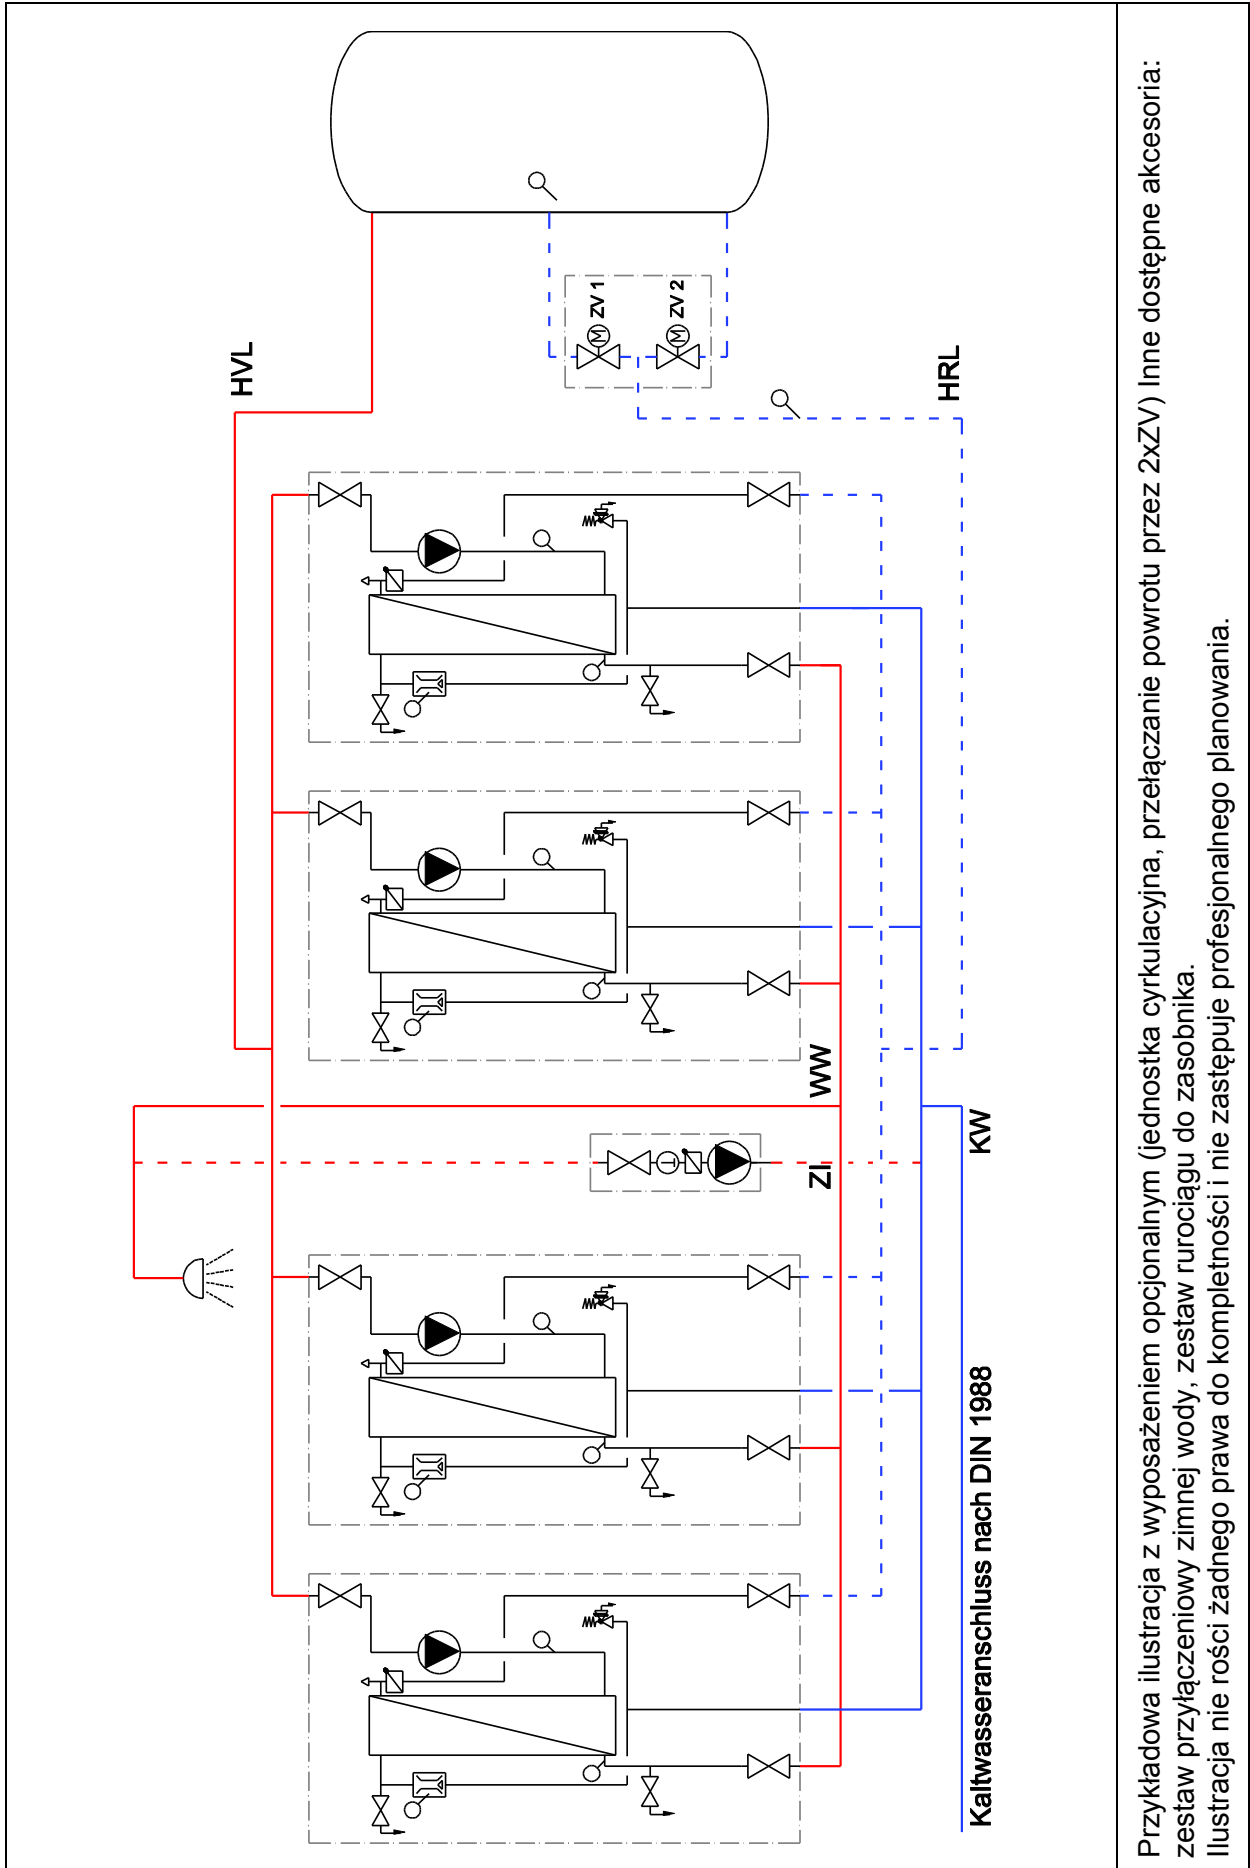 HVL
M ZV 1
M ZV 2
HRL
WW
ZI
T
KW
Kaltwasseranschluss nach DIN 1988
Przykładowa ilustracja z wyposażeniem opcjonalnym (jednostka cyrkulacyjna, przełączanie powrotu przez 2xZV) Inne dostępne akcesoria:
zestaw przyłączeniowy zimnej wody, zestaw rurociągu do zasobnika.
Ilustracja nie rości żadnego prawa do kompletności i nie zastępuje profesjonalnego planowania.